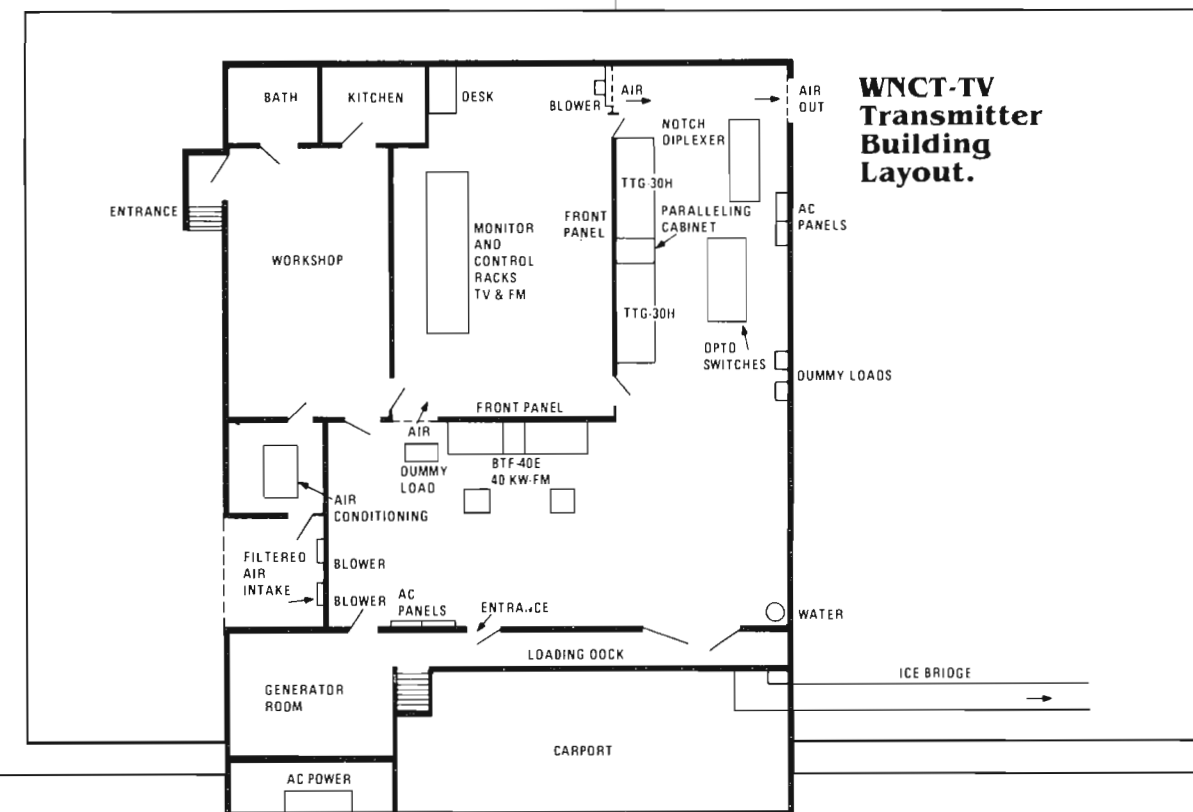 WNCT-TV
Transmitter
Building
Layout.
BATH
KITCHEN
DESK
BLOWER
AIR
AIR
OUT
NOTCH
DIPLEXER
TTG-30H
ENTRANCE
FRONT
PANEL
PARALLELING
CABINET
AC
PANELS
MONITOR
AND
CONTROL
RACKS
TV & FM
WORKSHOP
TTG-30H
OPTO
SWITCHES
DUMMY LOADS
FRONT PANEL
AIR
DUMMY
LOAD
BTF-40E
40 KW-FM
AIR
CONDITIONING
FILTERED
AIR
INTAKE
BLOWER
BLOWER
AC
PANELS
ENTRANCE
WATER
LOADING DOCK
ICE BRIDGE
GENERATOR
ROOM
CARPORT
AC POWER